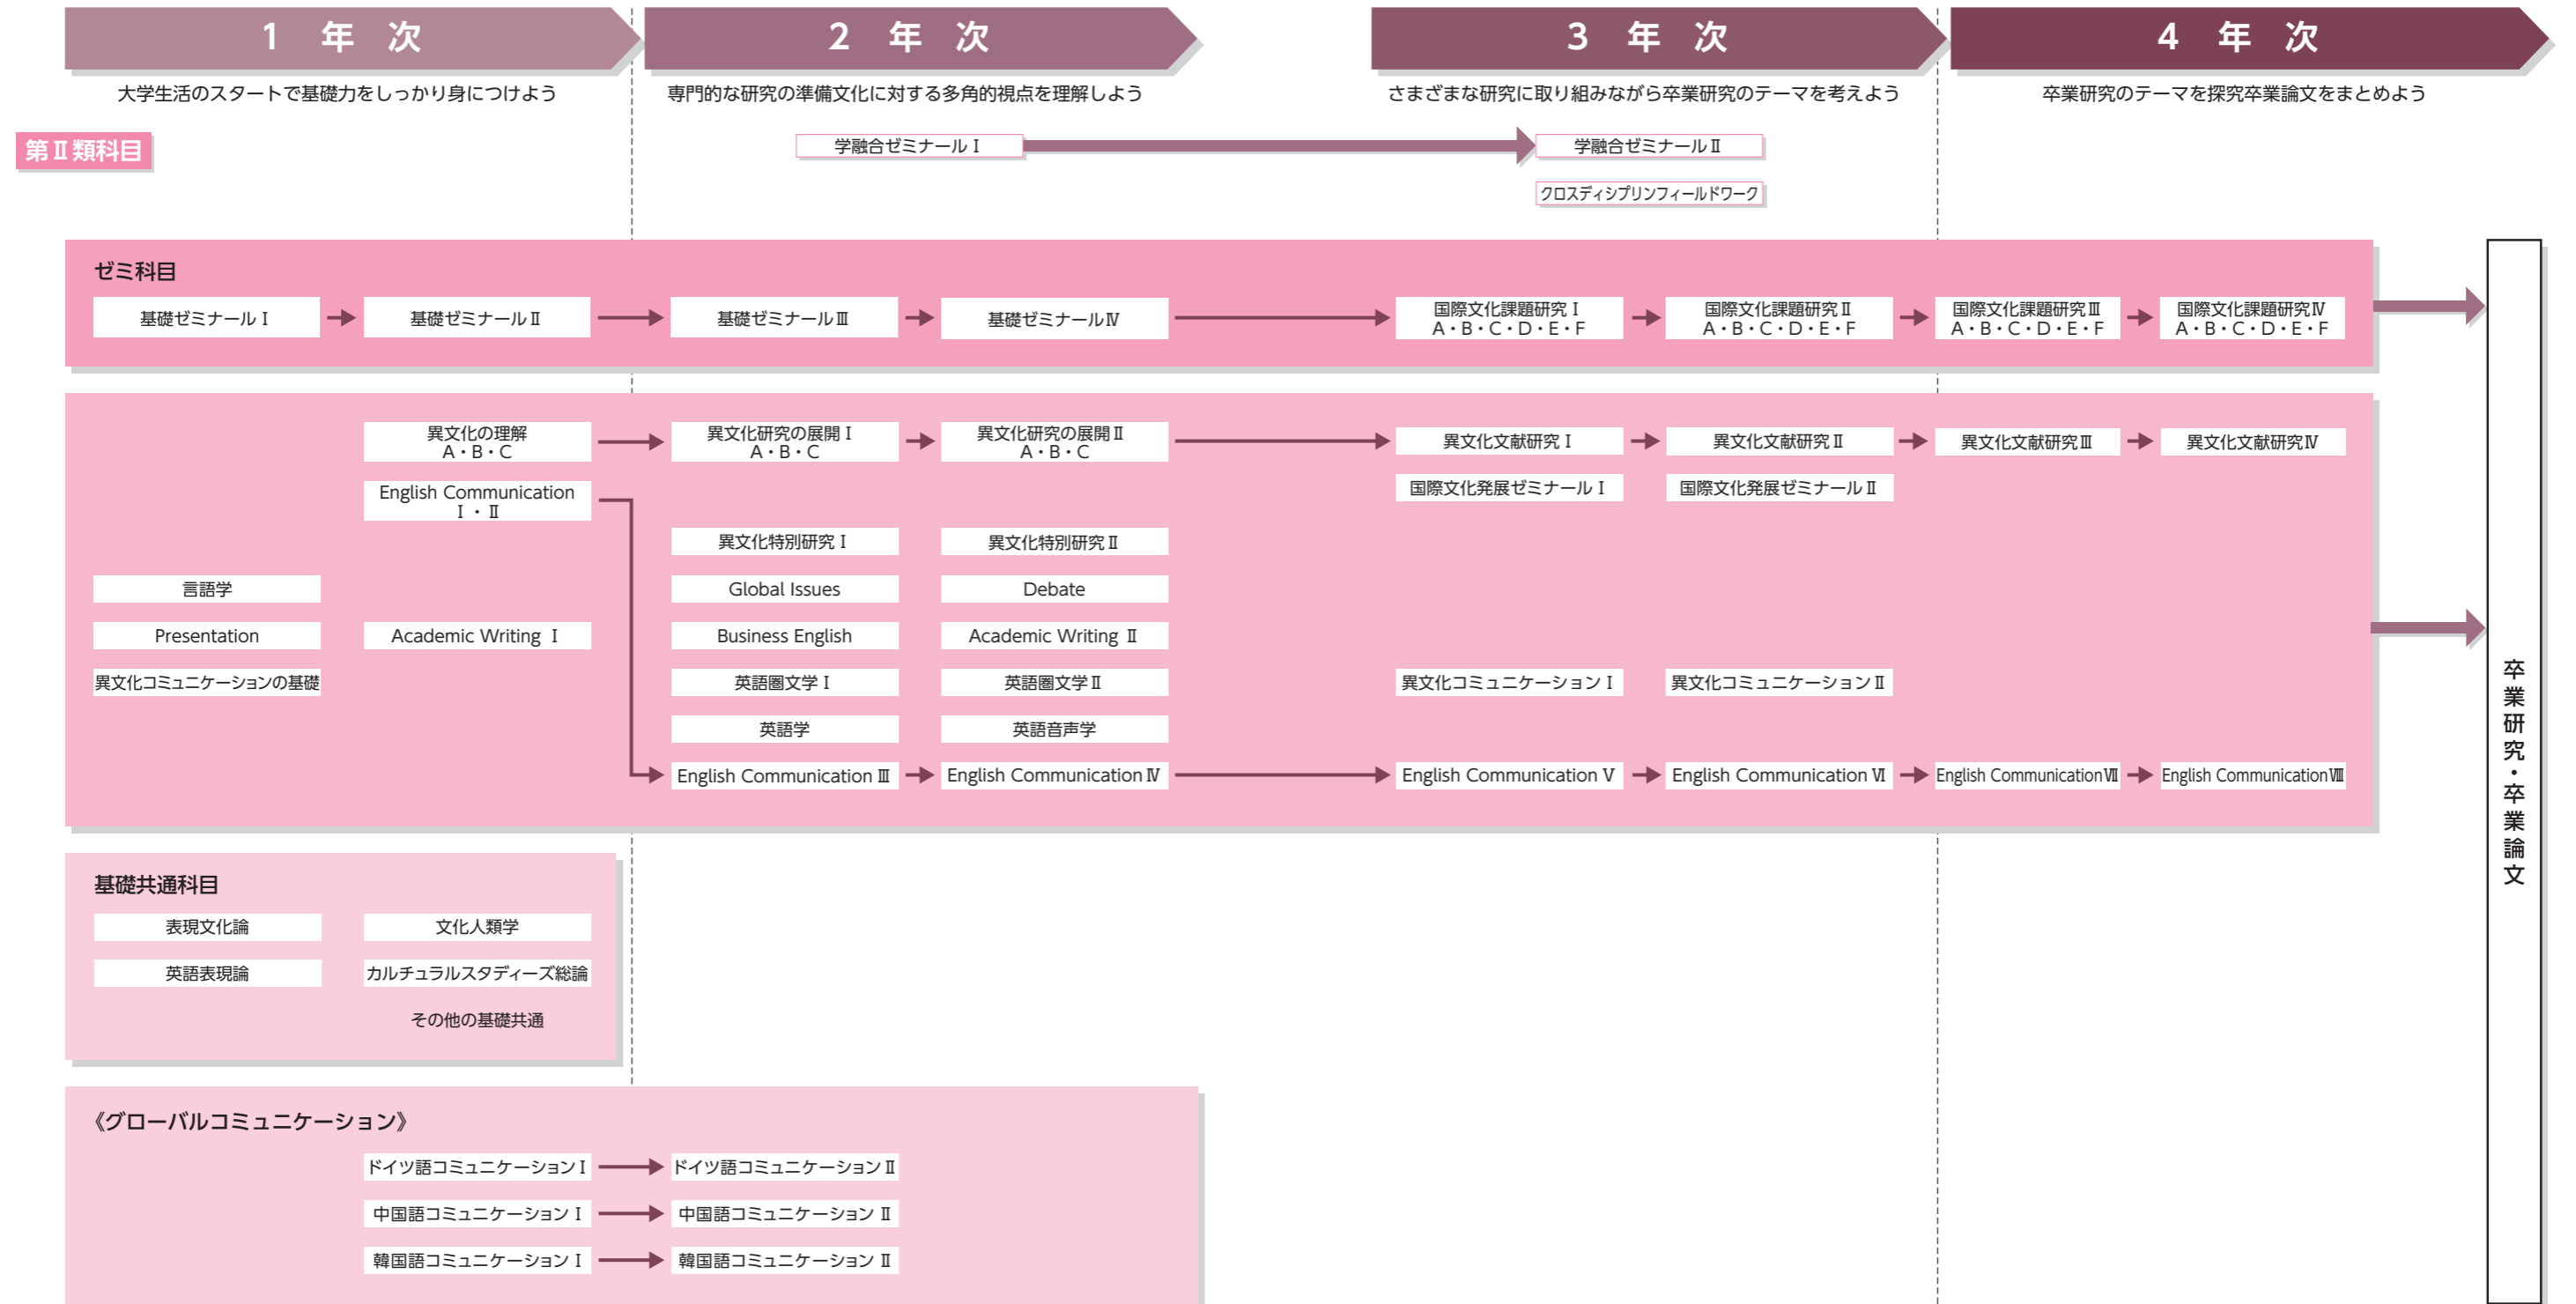 1 年 次
2 年 次
3 年 次
4 年 次
大学生活のスタートで基礎力をしっかり身につけよう
専門的な研究の準備文化に対する多角的視点を理解しよう
さまざまな研究に取り組みながら卒業研究のテーマを考えよう
卒業研究のテーマを探究卒業論文をまとめよう
第Ⅱ類科目
学融合ゼミナールⅠ
学融合ゼミナールⅡ
クロスディシプリンフィールドワーク
ゼミ科目
基礎ゼミナールⅠ
基礎ゼミナールⅡ
基礎ゼミナールⅢ
基礎ゼミナールⅣ
国際文化課題研究Ⅰ
A・B・C・D・E・F
国際文化課題研究Ⅱ
A・B・C・D・E・F
国際文化課題研究Ⅲ
A・B・C・D・E・F
国際文化課題研究Ⅳ
A・B・C・D・E・F
異文化の理解
A・B・C
異文化研究の展開Ⅰ
A・B・C
異文化研究の展開Ⅱ
A・B・C
異文化文献研究Ⅰ
異文化文献研究Ⅱ
異文化文献研究Ⅲ
異文化文献研究Ⅳ
English Communication
Ⅰ・Ⅱ
国際文化発展ゼミナールⅠ
国際文化発展ゼミナールⅡ
異文化特別研究Ⅰ
異文化特別研究Ⅱ
言語学
Global Issues
Debate
Presentation
Academic Writing Ⅰ
Business English
Academic Writing Ⅱ
異文化コミュニケーションの基礎
英語圏文学Ⅰ
英語圏文学Ⅱ
異文化コミュニケーションⅠ
異文化コミュニケーションⅡ
英語学
英語音声学
English Communication Ⅲ
English Communication Ⅳ
English Communication Ⅴ
English Communication Ⅵ
English Communication Ⅶ
English Communication Ⅷ
卒業研究・卒業論文
基礎共通科目
表現文化論
文化人類学
英語表現論
カルチュラルスタディーズ総論
その他の基礎共通
《グローバルコミュニケーション》
ドイツ語コミュニケーションⅠ
ドイツ語コミュニケーションⅡ
中国語コミュニケーションⅠ
中国語コミュニケーションⅡ
韓国語コミュニケーションⅠ
韓国語コミュニケーションⅡ